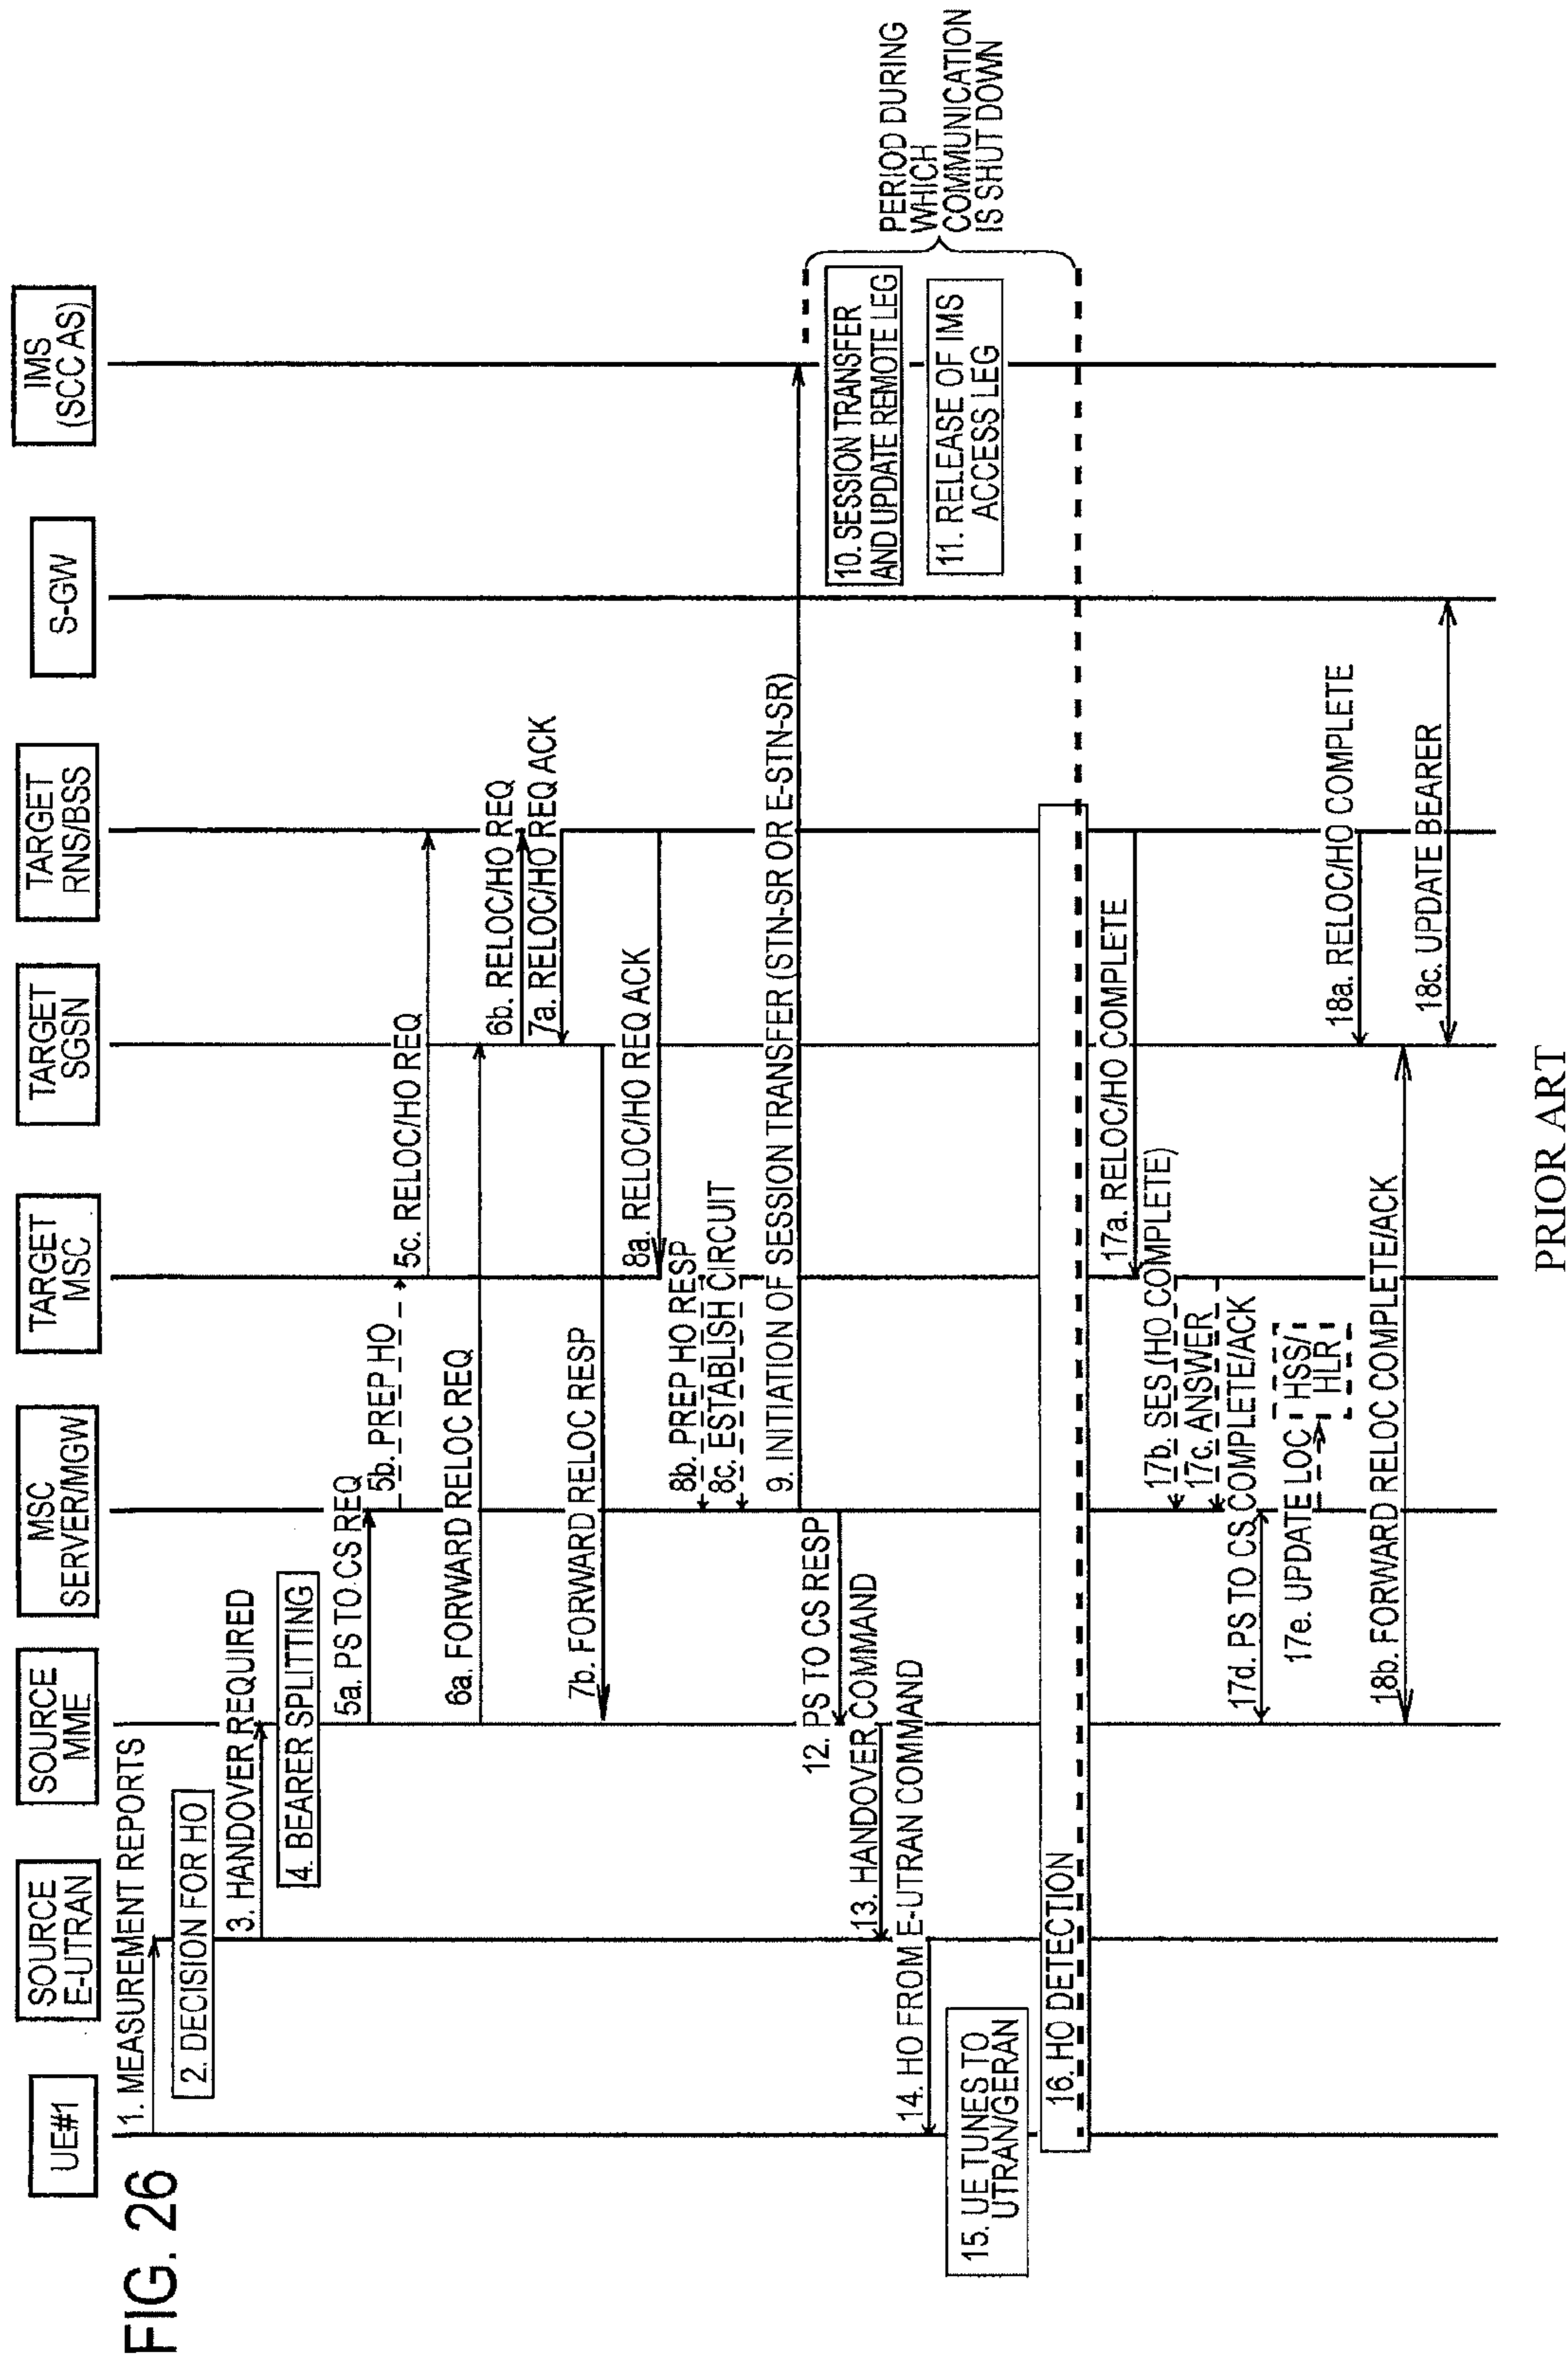 FIG. 26
UE#1
SOURCE
E-UTRAN
SOURCE
MME
MSC
SERVER/MGW
TARGET
MSC
TARGET
SGSN
TARGET
RNS/BSS
S-GW
IMS
(SCC AS)
1. MEASUREMENT REPORTS
2. DECISION FOR HO
3. HANDOVER REQUIRED
4. BEARER SPLITTING
5a. PS TO CS REQ
5b. PREP HO
5c. RELOC/HO REQ
6a. FORWARD RELOC REQ
6b. RELOC/HO REQ
7a. RELOC/HO REQ ACK
7b. FORWARD RELOC RESP
8a. RELOC/HO REQ ACK
8b. PREP HO RESP
8c. ESTABLISH CIRCUIT
9. INITIATION OF SESSION TRANSFER (STN-SR OR E-STN-SR)
10. SESSION TRANSFER
AND UPDATE REMOTE LEG
11. RELEASE OF IMS
ACCESS LEG
PERIOD DURING
WHICH
COMMUNICATION
IS SHUT DOWN
12. PS TO CS RESP
13. HANDOVER COMMAND
14. HO FROM E-UTRAN COMMAND
15. UE TUNES TO
UTRAN/GERAN
16. HO DETECTION
17a. RELOC/HO COMPLETE
17b. SES (HO COMPLETE)
17c. ANSWER
17d. PS TO CS COMPLETE/ACK
17e. UPDATE LOC
HSS/
HLR
18a. RELOC/HO COMPLETE
18b. FORWARD RELOC COMPLETE/ACK
18c. UPDATE BEARER
PRIOR ART